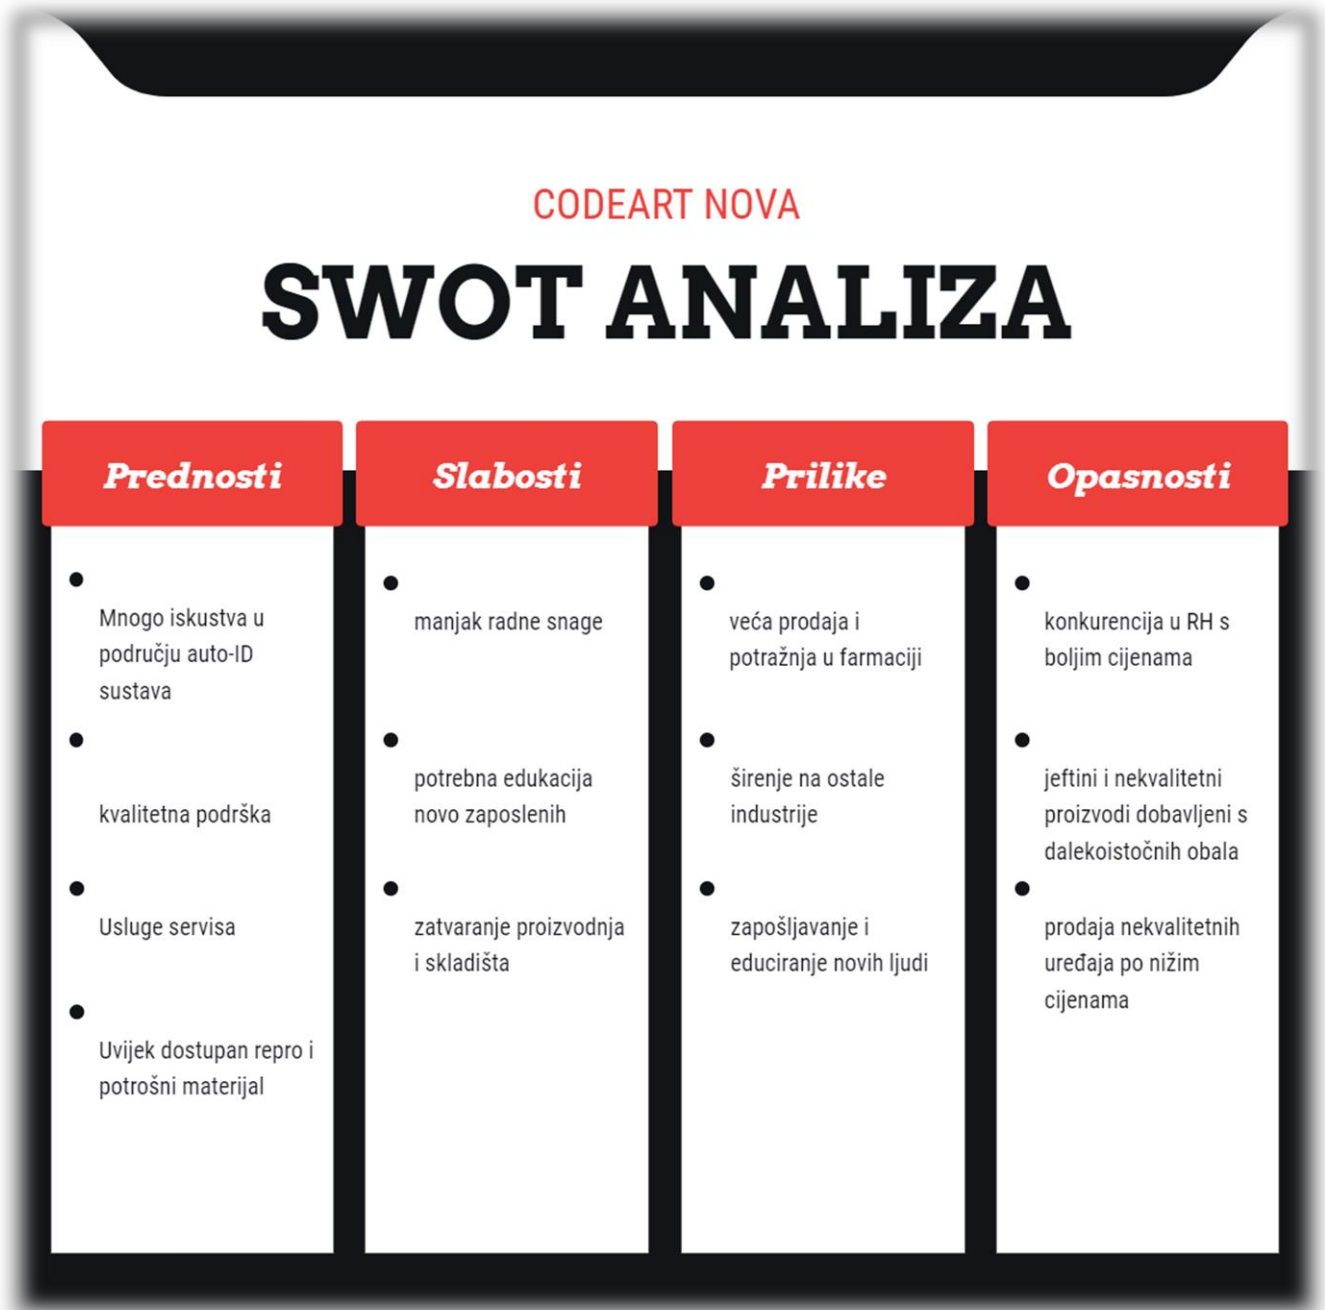 CODEART NOVA
SWOT ANALIZA
Prednosti
Mnogo iskustva u
području auto-ID
sustava
kvalitetna podrška
Usluge servisa
Uvijek dostupan repro i
potrošni materijal
Slabosti
manjak radne snage
potrebna edukacija
novo zaposlenih
zatvaranje proizvodnja
i skladišta
Prilike
veća prodaja i
potražnja u farmaciji
širenje na ostale
industrije
zapošljavanje i
educiranje novih ljudi
Opasnosti
konkurencija u RH s
boljim cijenama
jeftini i nekvalitetni
proizvodi dobavljeni s
dalekoistočnih obala
prodaja nekvalitetnih
uređaja po nižim
cijenama